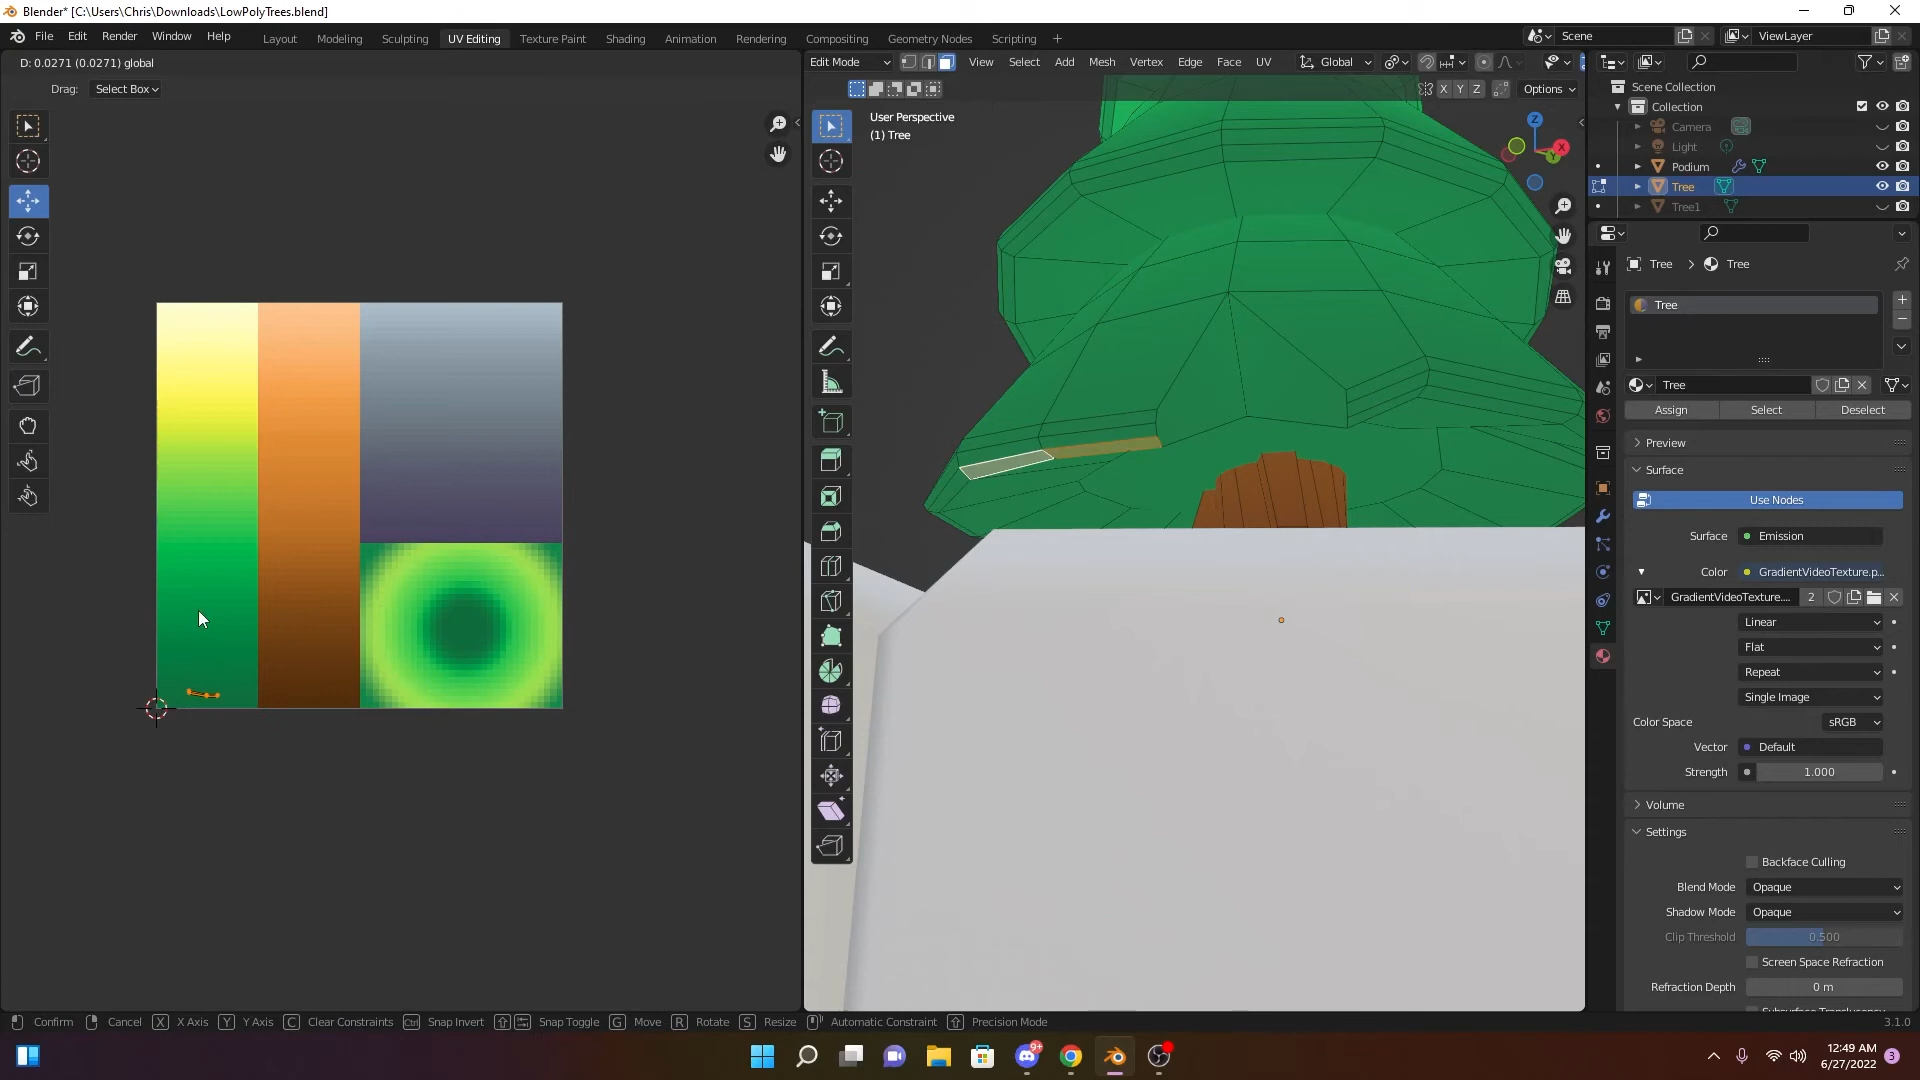 Blender* [C:\Users\Chris\Downloads\LowPolyTrees.blend]
File Edit Render Window Help
Layout Modeling Sculpting UV Editing Texture Paint Shading Animation Rendering Compositing Geometry Nodes Scripting +
Scene ViewLayer
D: 0.0271 (0.0271) global
Drag: Select Box
Edit Mode View Select Add Mesh Vertex Edge Face UV Global
X Y Z Options
User Perspective
(1) Tree
Z X Y
Scene Collection
Collection
Camera
Light
Podium
Tree
Tree1
Tree Tree
Tree
Tree
Assign Select Deselect
Preview
Surface
Use Nodes
Surface Emission
Color GradientVideoTexture.p...
GradientVideoTexture.... 2
Linear
Flat
Repeat
Single Image
Color Space sRGB
Vector Default
Strength 1.000
Volume
Settings
Backface Culling
Blend Mode Opaque
Shadow Mode Opaque
Clip Threshold 0.500
Screen Space Refraction
Refraction Depth 0 m
Confirm Cancel X X Axis Y Y Axis C Clear Constraints Ctrl Snap Invert Snap Toggle G Move R Rotate S Resize Automatic Constraint Precision Mode 3.1.0
9+
12:49 AM
6/27/2022 3